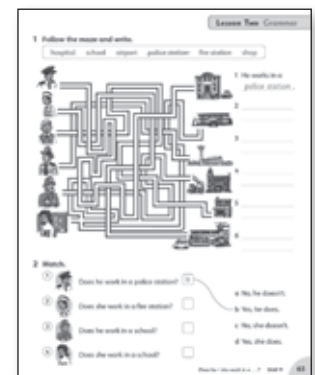 Lesson Two Grammar
1 Follow the maze and write.
hospital school airport police station fire station shop
1 He works in a
police station .
2
3
4
5
6
2 Match.
1 Does he work in a police station? b
2 Does she work in a fire station?
3 Does he work in a school?
4 Does she work in a school?
a No, he doesn't.
b Yes, he does.
c No, she doesn't.
d Yes, she does.